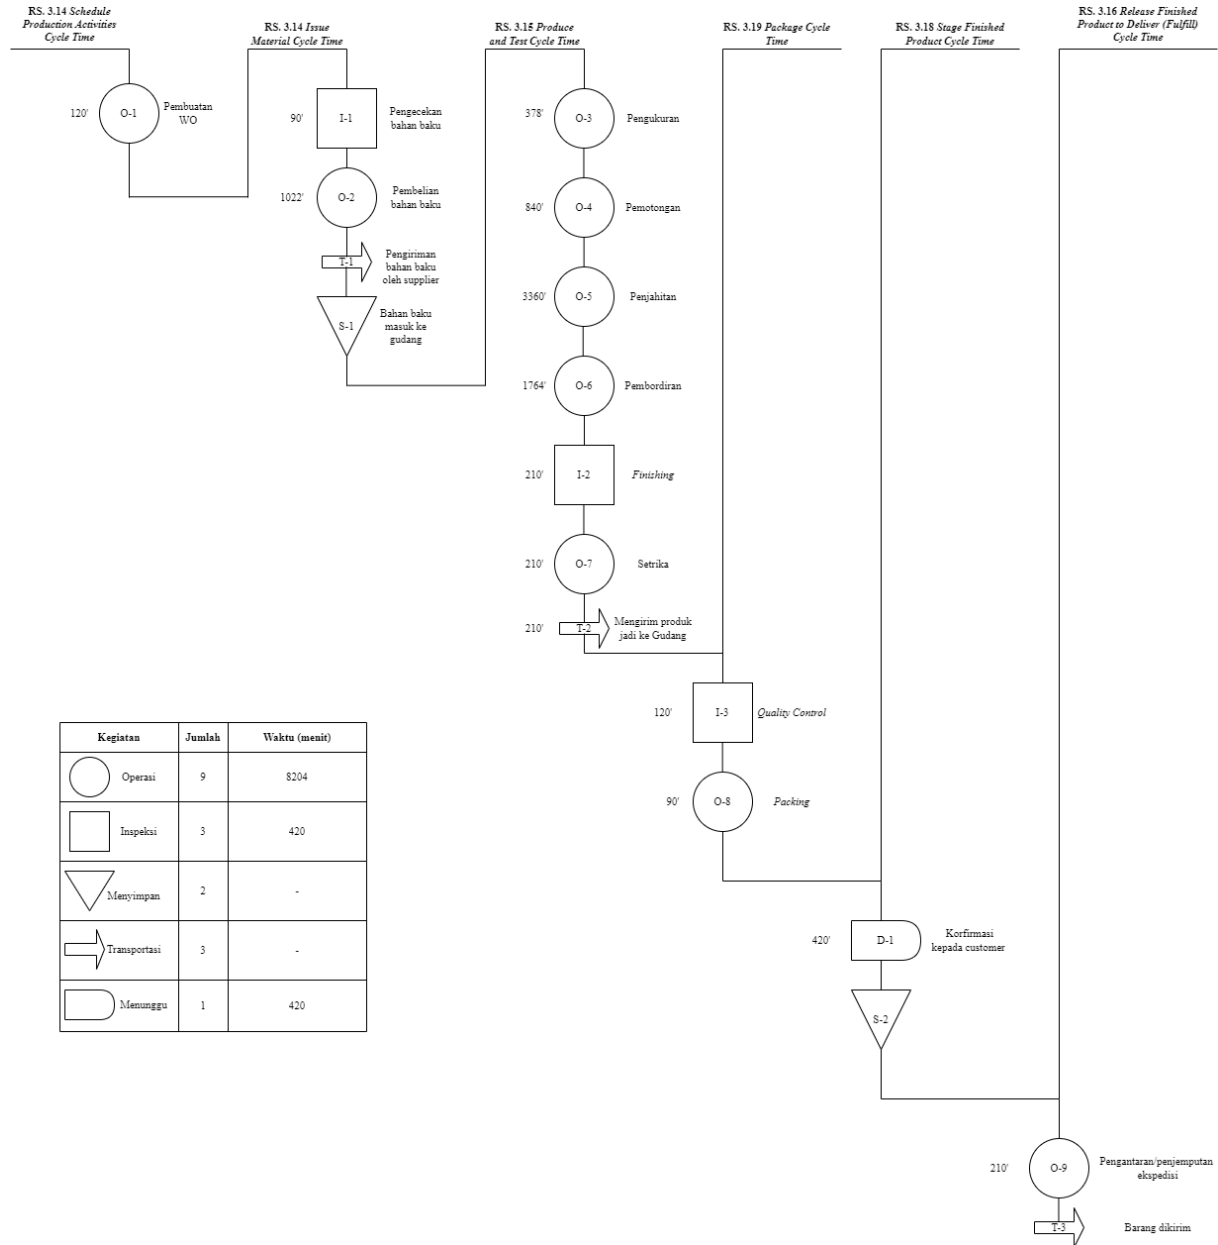 RS. 3.14 Schedule
Production Activities
Cycle Time
120'
O-1
Pembuatan
WO
RS. 3.14 Issue
Material Cycle Time
90'
I-1
Pengecekan
bahan baku
1022'
O-2
Pembelian
bahan baku
T-1
Pengiriman
bahan baku
oleh supplier
S-1
Bahan baku
masuk ke
gudang
RS. 3.15 Produce
and Test Cycle Time
378'
O-3
Pengukuran
840'
O-4
Pemotongan
3360'
O-5
Penjahitan
1764'
O-6
Pembordiran
210'
I-2
Finishing
210'
O-7
Setrika
210'
T-2
Mengirim produk
jadi ke Gudang
RS. 3.19 Package Cycle
Time
120'
I-3
Quality Control
90'
O-8
Packing
RS. 3.18 Stage Finished
Product Cycle Time
420'
D-1
Korfirmasi
kepada customer
S-2
RS. 3.16 Release Finished
Product to Deliver (Fulfill)
Cycle Time
210'
O-9
Pengantaran/penjemputan
ekspedisi
T-3
Barang dikirim
Kegiatan Jumlah Waktu (menit)
Operasi 9 8204
Inspeksi 3 420
Menyimpan 2 -
Transportasi 3 -
Menunggu 1 420